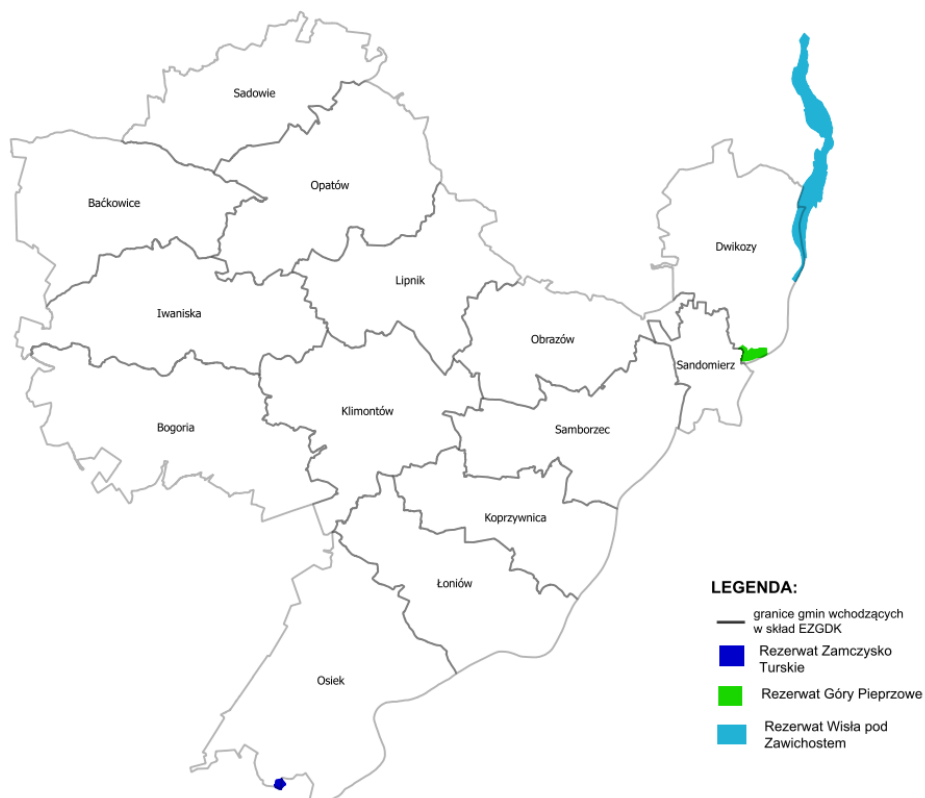 Sadowie
Opatów
Baćkowice
Dwikozy
Lipnik
Iwaniska
Obrazów
Sandomierz
Klimontów
Bogoria
Samborzec
Koprzywnica
Łoniów
Osiek
LEGENDA:
granice gmin wchodzących
w skład EZGDK
Rezerwat Zamczysko
Turskie
Rezerwat Góry Pieprzowe
Rezerwat Wisła pod
Zawichostem